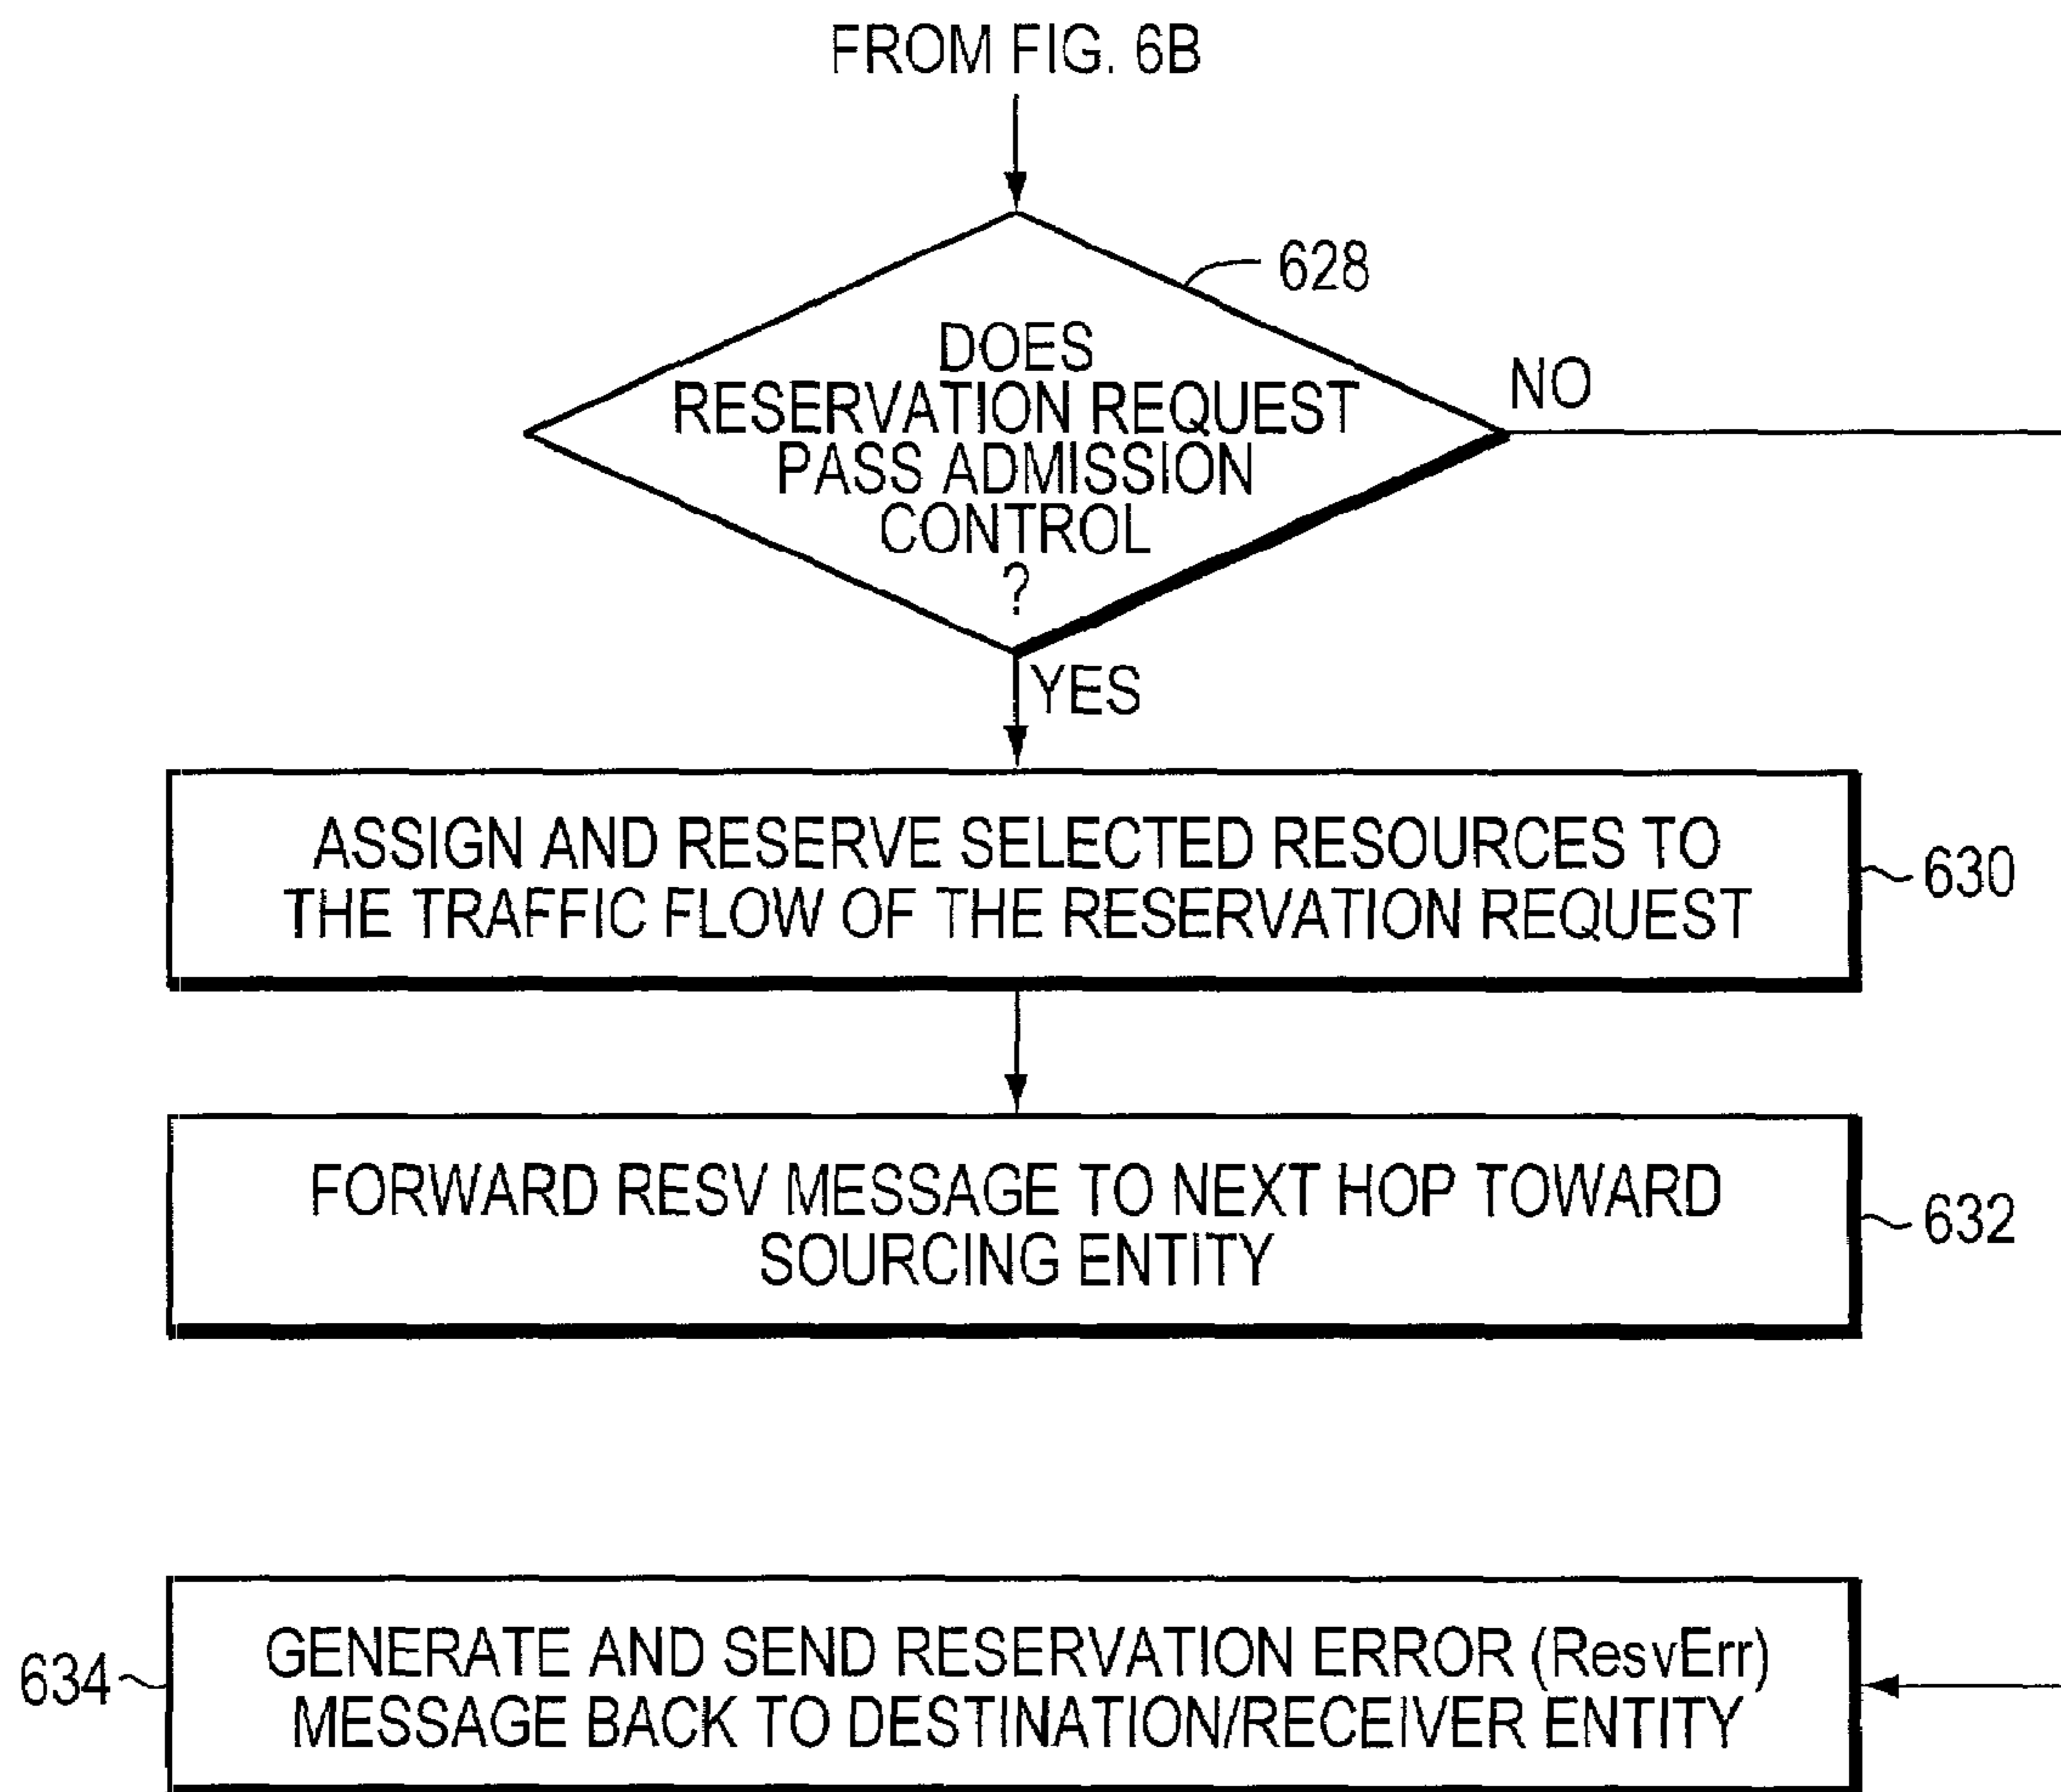 FROM FIG. 6B
628
DOES
RESERVATION REQUEST
PASS ADMISSION
CONTROL
?
NO
YES
ASSIGN AND RESERVE SELECTED RESOURCES TO
THE TRAFFIC FLOW OF THE RESERVATION REQUEST
630
FORWARD RESV MESSAGE TO NEXT HOP TOWARD
SOURCING ENTITY
632
634
GENERATE AND SEND RESERVATION ERROR (ResvErr)
MESSAGE BACK TO DESTINATION/RECEIVER ENTITY